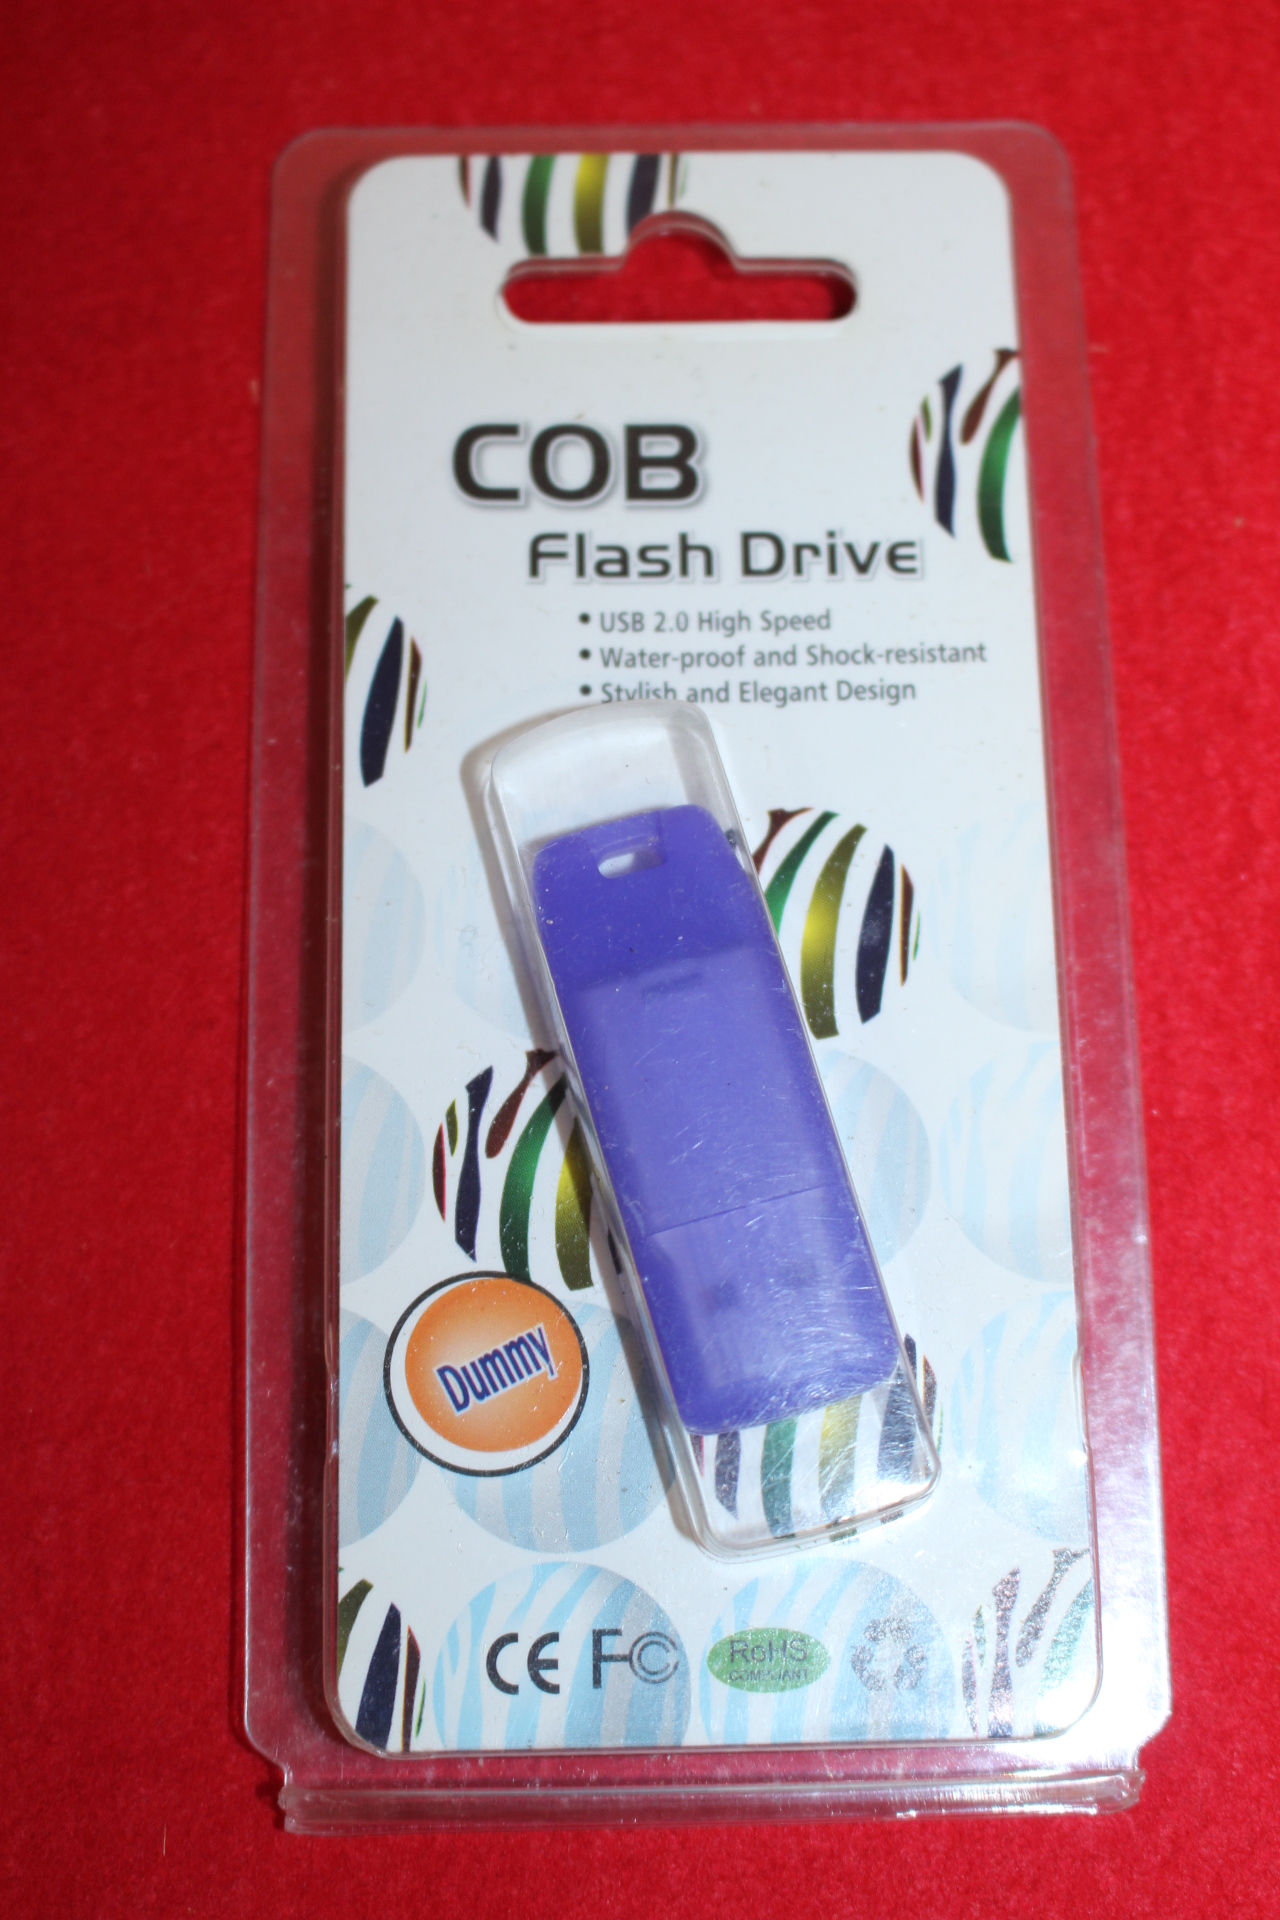 COB
Flash Drive
• USB 2.0 High Speed
• Water-proof and Shock-resistant
• Stylish and Elegant Design
Dummy
CE FC RoHS
COMPLIANT